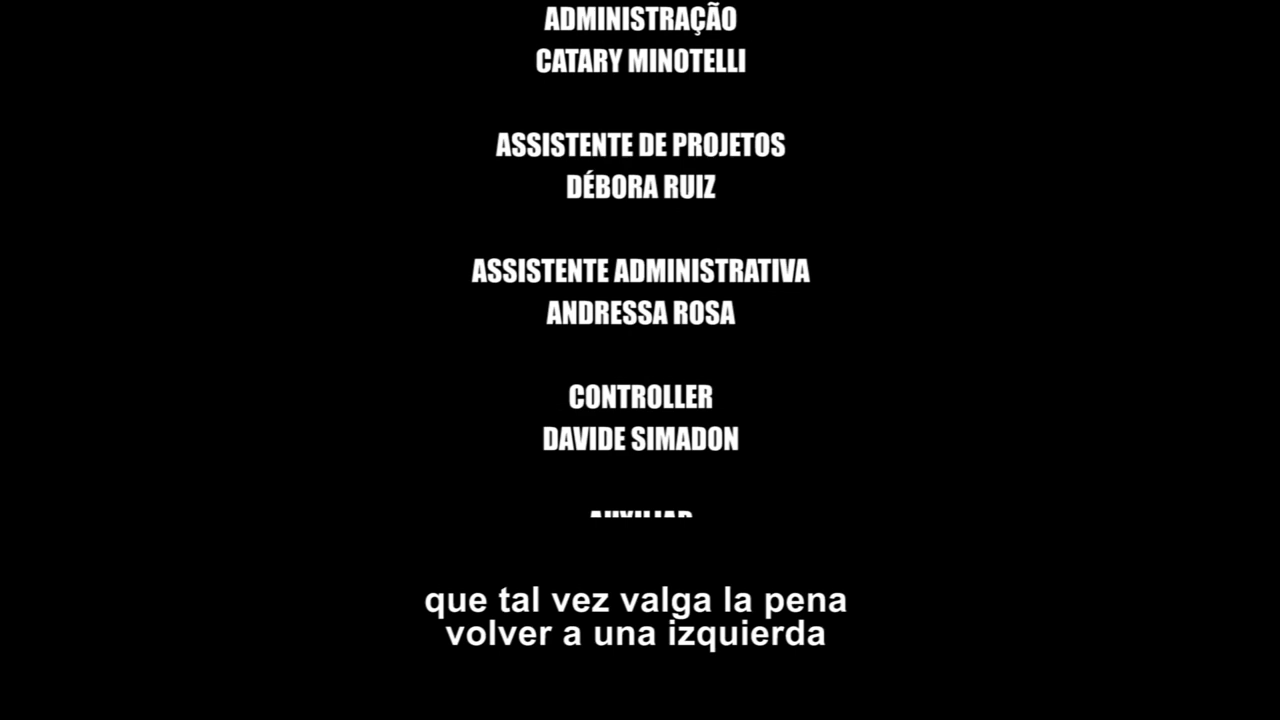 ADMINISTRAÇÃO
CATARY MINOTELLI
ASSISTENTE DE PROJETOS
DÉBORA RUIZ
ASSISTENTE ADMINISTRATIVA
ANDRESSA ROSA
CONTROLLER
DAVIDE SIMADON
AUXILIAR
que tal vez valga la pena
volver a una izquierda